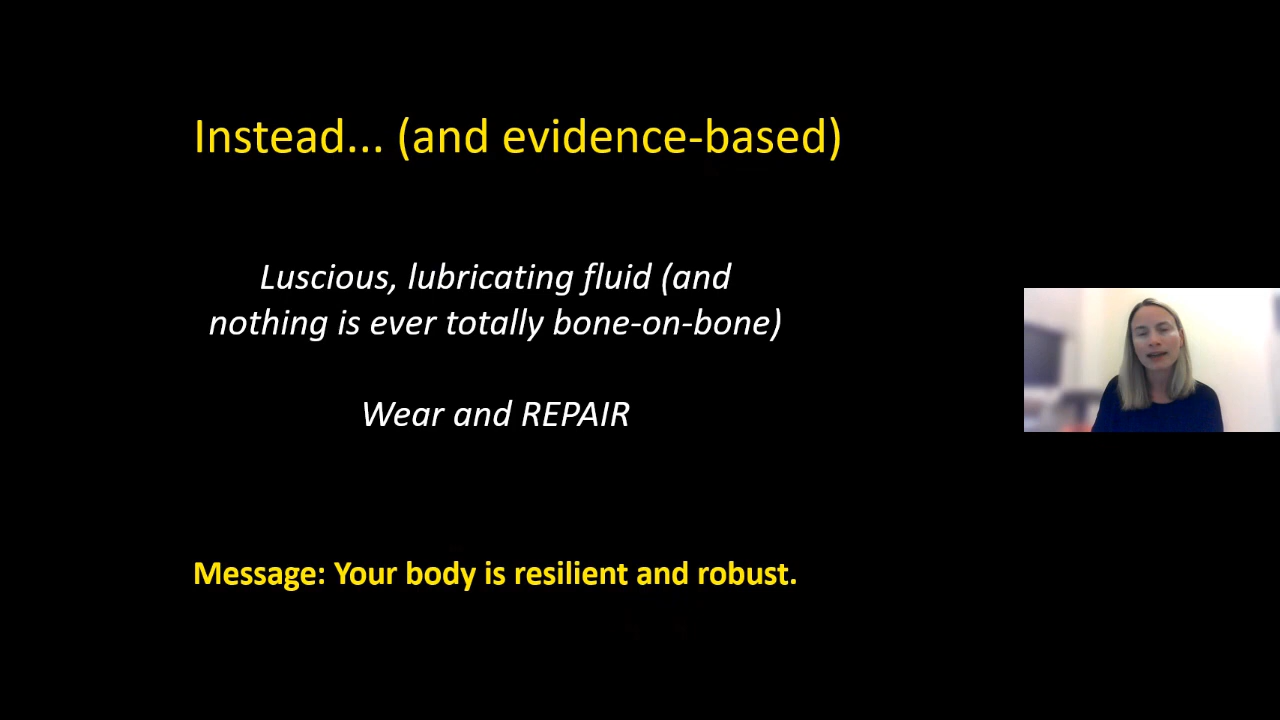 Instead... (and evidence-based)
Luscious, lubricating fluid (and
nothing is ever totally bone-on-bone)
Wear and REPAIR
Message: Your body is resilient and robust.